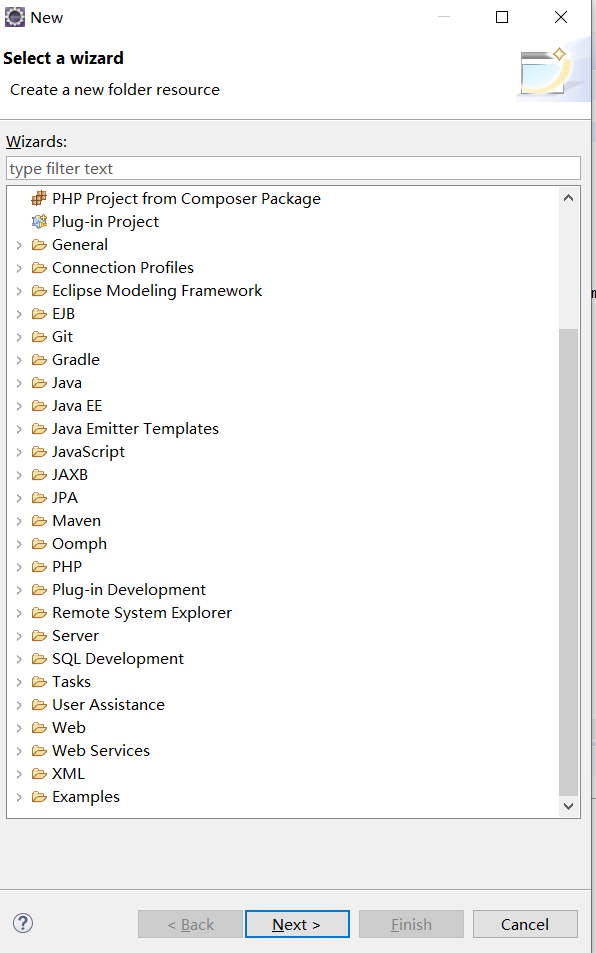 New
Select a wizard
Create a new folder resource
Wizards:
type filter text
PHP Project from Composer Package
Plug-in Project
General
Connection Profiles
Eclipse Modeling Framework
EJB
Git
Gradle
Java
Java EE
Java Emitter Templates
JavaScript
JAXB
JPA
Maven
Oomph
PHP
Plug-in Development
Remote System Explorer
Server
SQL Development
Tasks
User Assistance
Web
Web Services
XML
Examples
? < Back Next > Finish Cancel